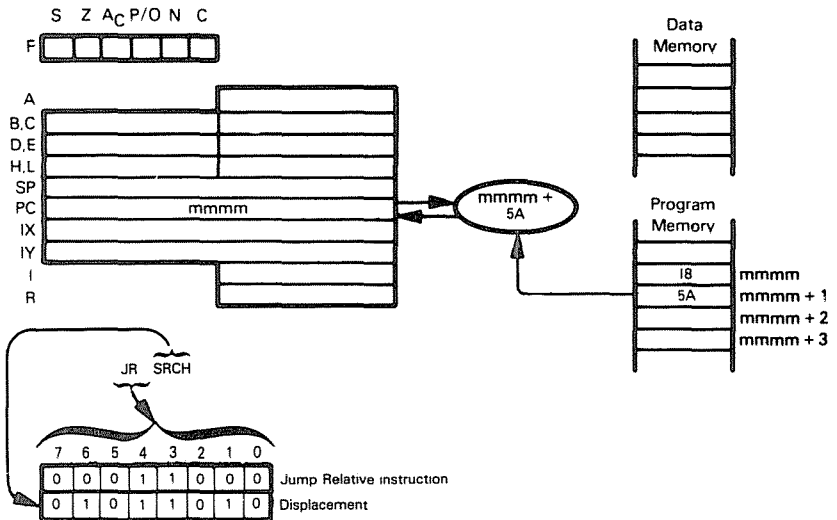 S Z AC P/O N C
F
A
B,C
D,E
H,L
SP
PC mmmm
IX
IY
I
R
mmmm +
5A
Data
Memory
Program
Memory
18 mmmm
5A mmmm + 1
mmmm + 2
mmmm + 3
JR SRCH
7 6 5 4 3 2 1 0
0 0 0 1 1 0 0 0 Jump Relative instruction
0 1 0 1 1 0 1 0 Displacement